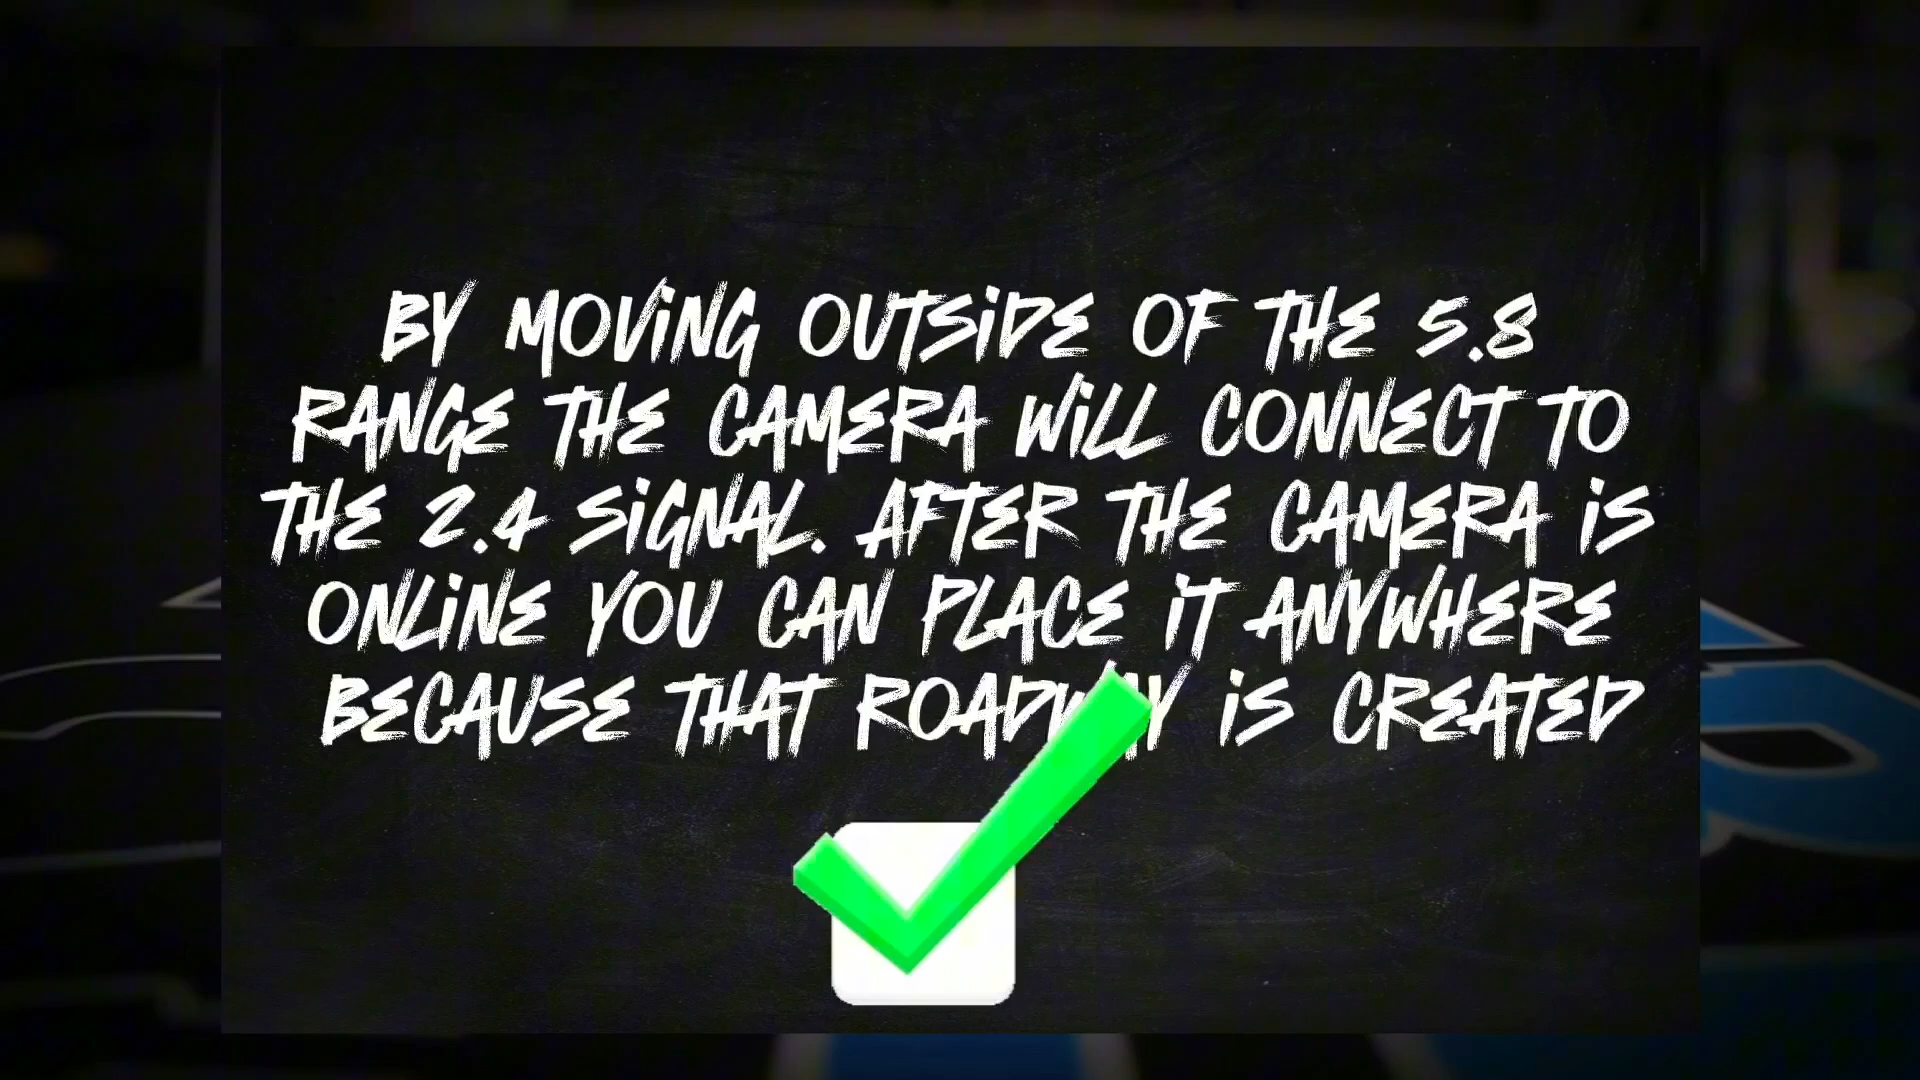 BY MOVING OUTSIDE OF THE 5.8
RANGE THE CAMERA WILL CONNECT TO
THE 2.4 SIGNAL. AFTER THE CAMERA IS
ONLINE YOU CAN PLACE IT ANYWHERE
BECAUSE THAT ROADWAY IS CREATED